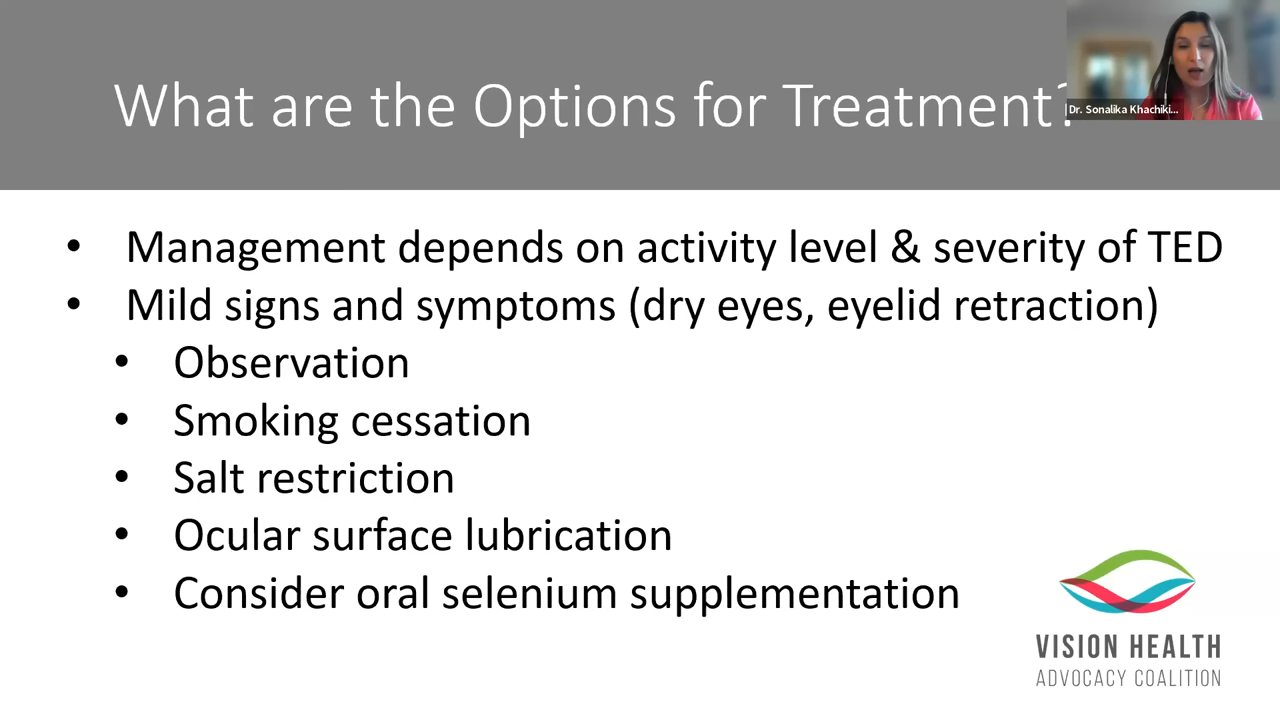 What are the Options for Treatment?
Dr. Sonalika Khachiki...
• Management depends on activity level & severity of TED
• Mild signs and symptoms (dry eyes, eyelid retraction)
• Observation
• Smoking cessation
• Salt restriction
• Ocular surface lubrication
• Consider oral selenium supplementation
VISION HEALTH
ADVOCACY COALITION